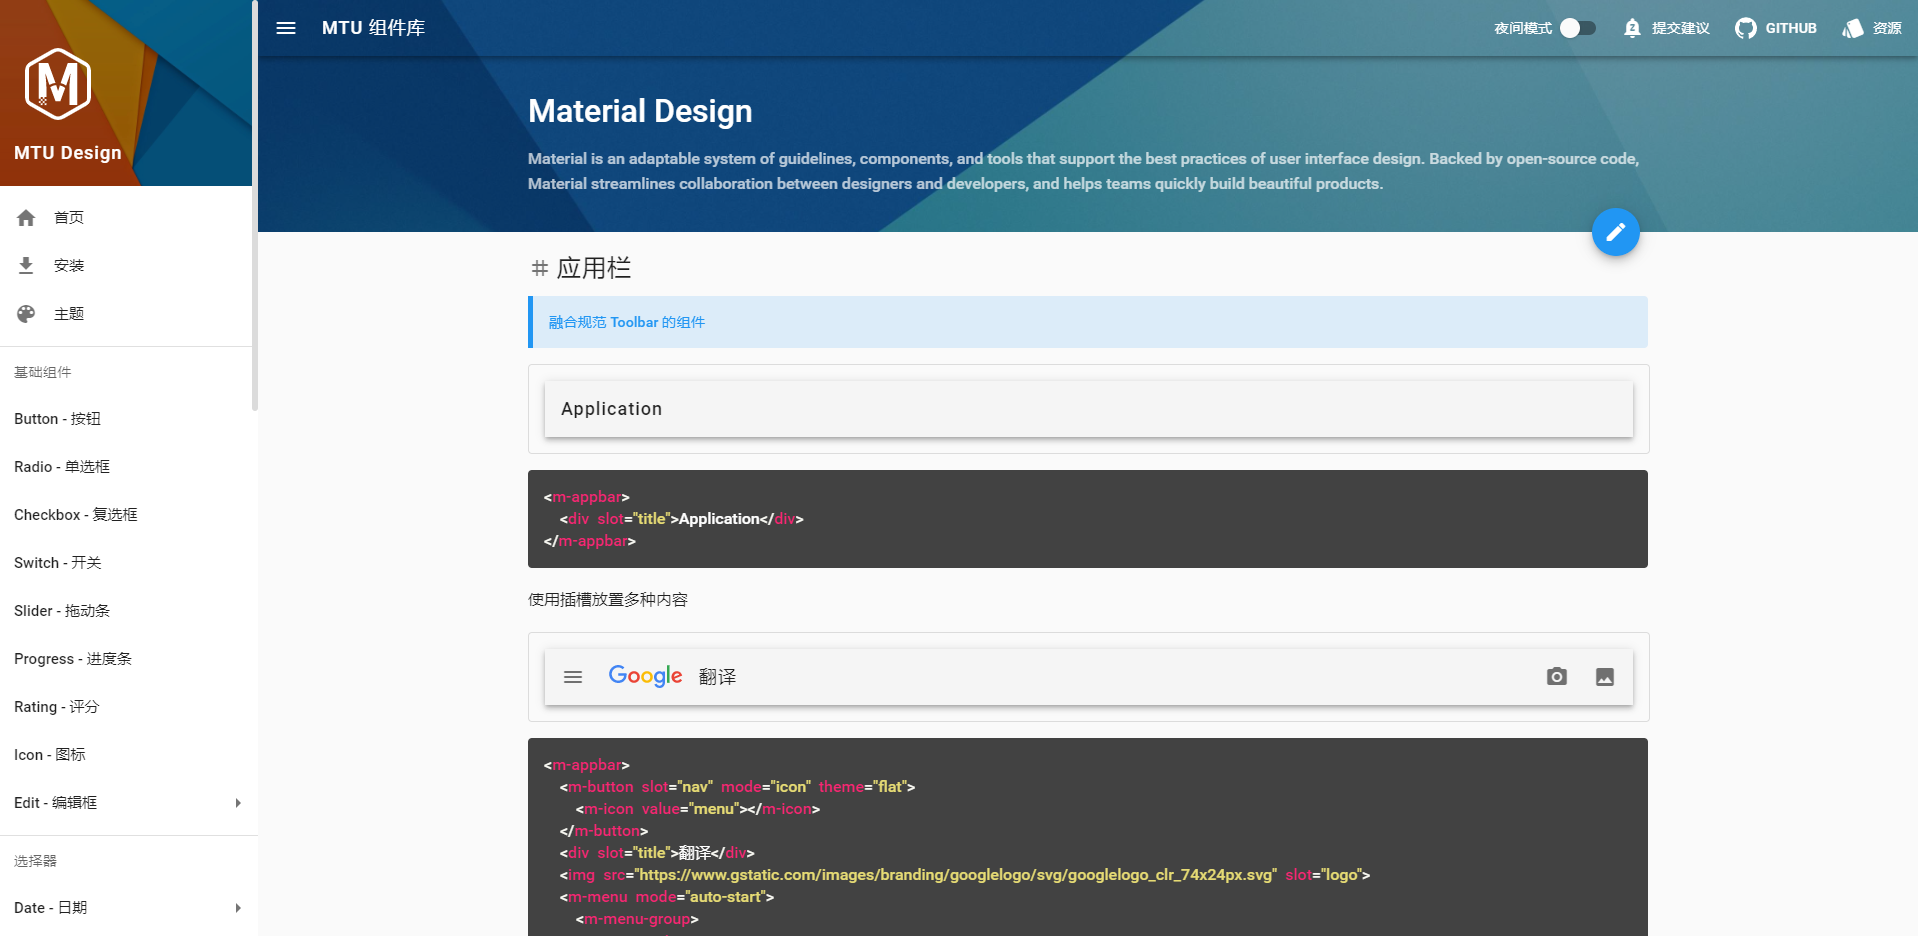 MTU Design
首页
安装
主题
基础组件
Button - 按钮
Radio - 单选框
Checkbox - 复选框
Switch - 开关
Slider - 拖动条
Progress - 进度条
Rating - 评分
Icon - 图标
Edit - 编辑框
选择器
Date - 日期
MTU 组件库
夜间模式
提交建议
GITHUB
资源
Material Design
Material is an adaptable system of guidelines, components, and tools that support the best practices of user interface design. Backed by open-source code,
Material streamlines collaboration between designers and developers, and helps teams quickly build beautiful products.
# 应用栏
融合规范 Toolbar 的组件
Application
<m-appbar>
<div slot="title">Application</div>
</m-appbar>
使用插槽放置多种内容
Google 翻译
<m-appbar>
<m-button slot="nav" mode="icon" theme="flat">
<m-icon value="menu"></m-icon>
</m-button>
<div slot="title">翻译</div>
<img src="https://www.gstatic.com/images/branding/googlelogo/svg/googlelogo_clr_74x24px.svg" slot="logo">
<m-menu mode="auto-start">
<m-menu-group>